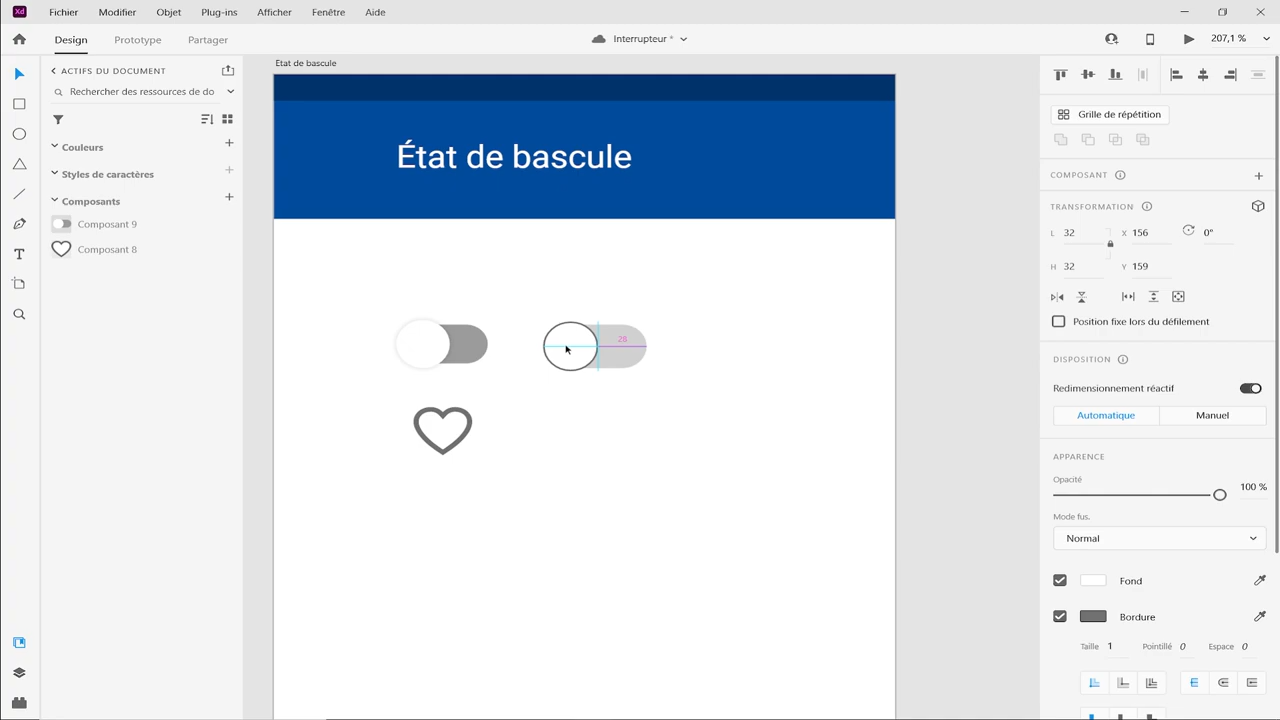 Xd Fichier Modifier Objet Plug-ins Afficher Fenêtre Aide
Design Prototype Partager Interrupteur * 207,1 %
ACTIFS DU DOCUMENT
Rechercher des ressources de do
Couleurs
Styles de caractères
Composants
Composant 9
Composant 8
Etat de bascule
État de bascule
28
Grille de répétition
COMPOSANT
TRANSFORMATION
L 32 X 156 0°
H 32 Y 159
Position fixe lors du défilement
DISPOSITION
Redimensionnement réactif
Automatique Manuel
APPARENCE
Opacité
100 %
Mode fus.
Normal
Fond
Bordure
Taille 1 Pointillé 0 Espace 0